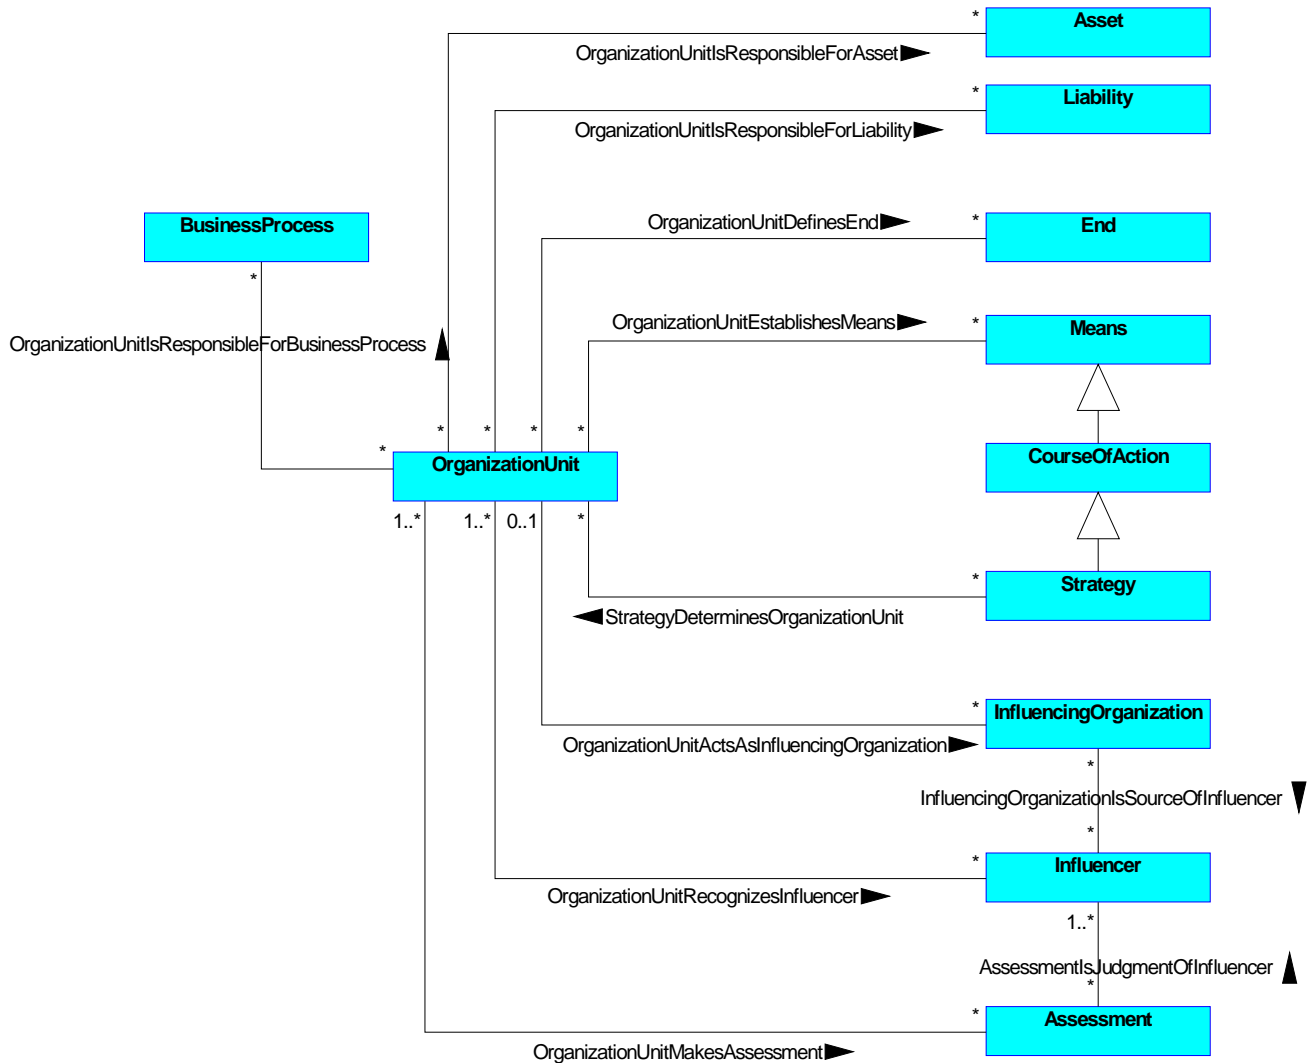 * Asset
OrganizationUnitIsResponsibleForAsset
* Liability
OrganizationUnitIsResponsibleForLiability
BusinessProcess
OrganizationUnitDefinesEnd * End
*
OrganizationUnitEstablishesMeans * Means
OrganizationUnitIsResponsibleForBusinessProcess
* * * * *
OrganizationUnit
CourseOfAction
1..* 1..* 0..1 *
* Strategy
StrategyDeterminesOrganizationUnit
* InfluencingOrganization
OrganizationUnitActsAsInfluencingOrganization
*
InfluencingOrganizationIsSourceOfInfluencer
*
* Influencer
OrganizationUnitRecognizesInfluencer
1..*
AssessmentIsJudgmentOfInfluencer
*
* Assessment
OrganizationUnitMakesAssessment